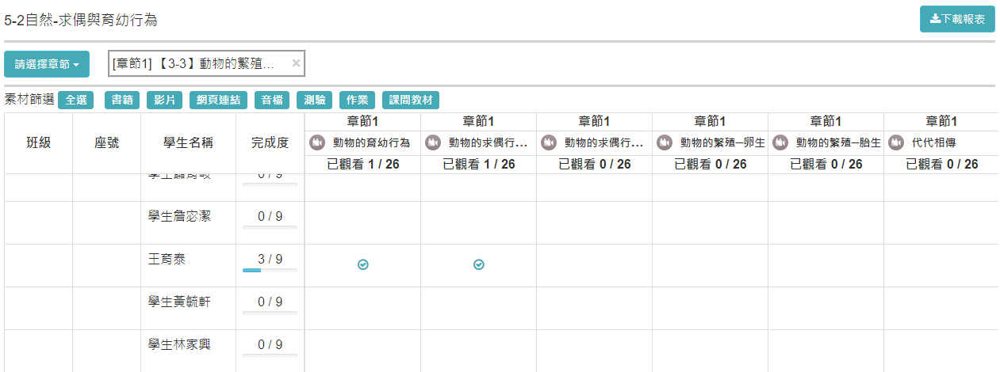 5-2自然-求偶與育幼行為
下載報表
請選擇章節
[章節1] 【3-3】動物的繁殖... ×
素材篩選 全選 書籍 影片 網頁連結 音檔 測驗 作業 課間教材
班級 座號 學生名稱 完成度
章節1 章節1 章節1 章節1 章節1 章節1
動物的育幼行為 動物的求偶行... 動物的求偶行... 動物的繁殖─卵生 動物的繁殖─胎生 代代相傳
已觀看 1 / 26 已觀看 1 / 26 已觀看 0 / 26 已觀看 0 / 26 已觀看 0 / 26 已觀看 0 / 26
0 / 9
學生詹宓潔 0 / 9
王育泰 3 / 9
學生黃毓軒 0 / 9
學生林家興 0 / 9